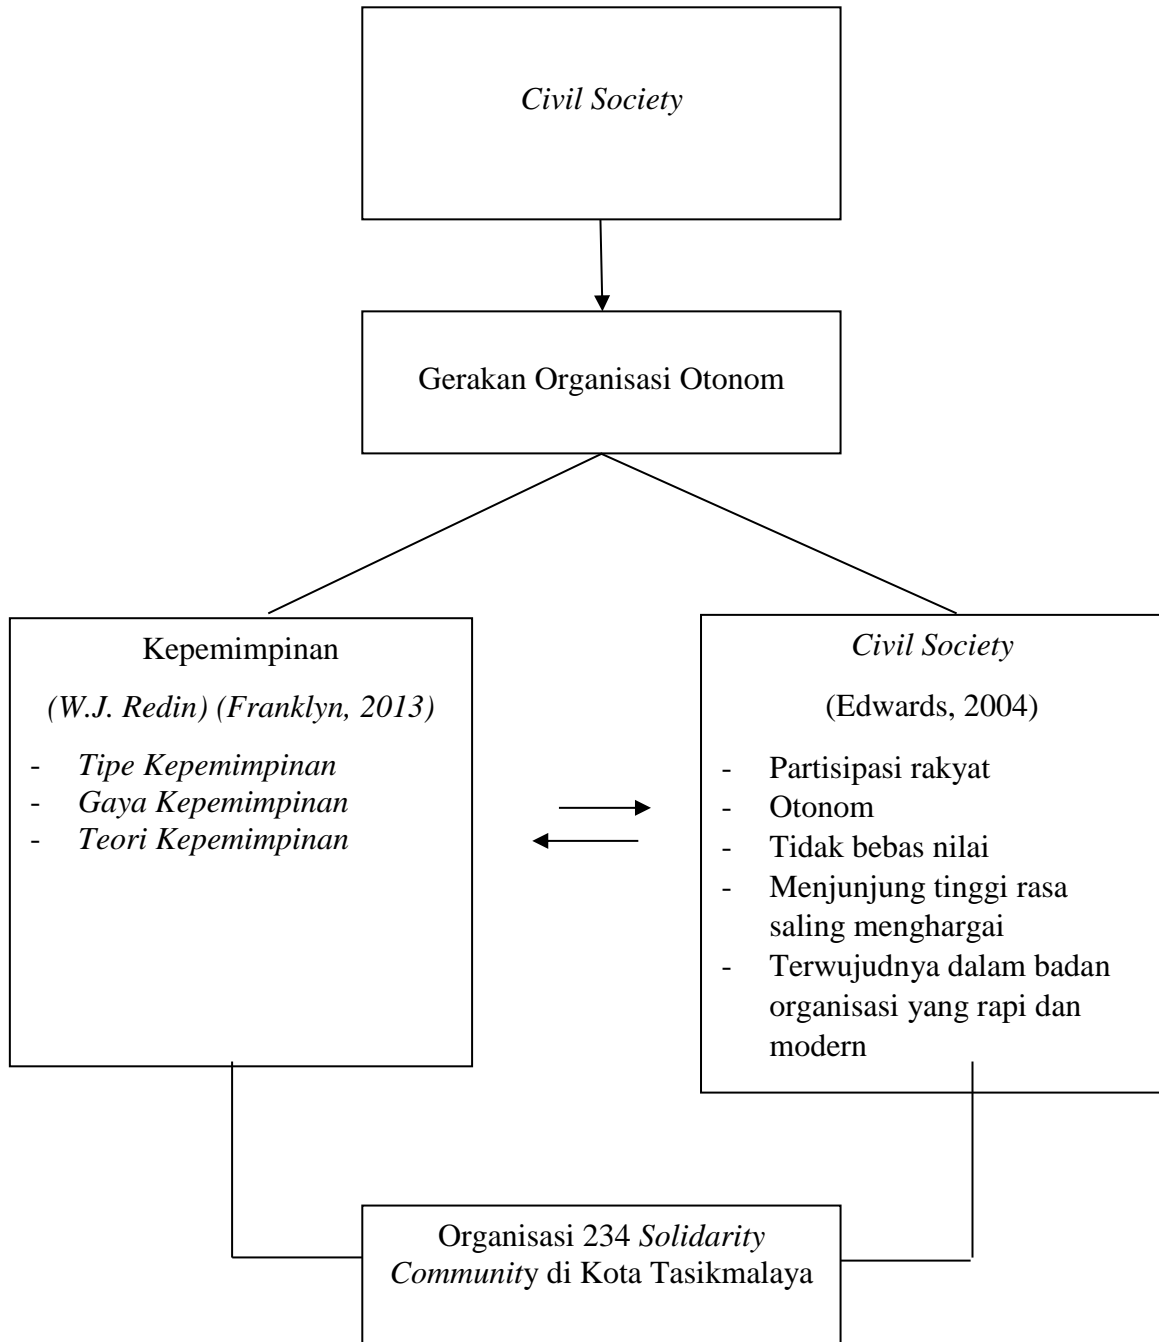 Civil Society
Gerakan Organisasi Otonom
Kepemimpinan
(W.J. Redin) (Franklyn, 2013)
- Tipe Kepemimpinan
- Gaya Kepemimpinan
- Teori Kepemimpinan
Civil Society
(Edwards, 2004)
- Partisipasi rakyat
- Otonom
- Tidak bebas nilai
- Menjunjung tinggi rasa
saling menghargai
- Terwujudnya dalam badan
organisasi yang rapi dan
modern
Organisasi 234 Solidarity
Community di Kota Tasikmalaya